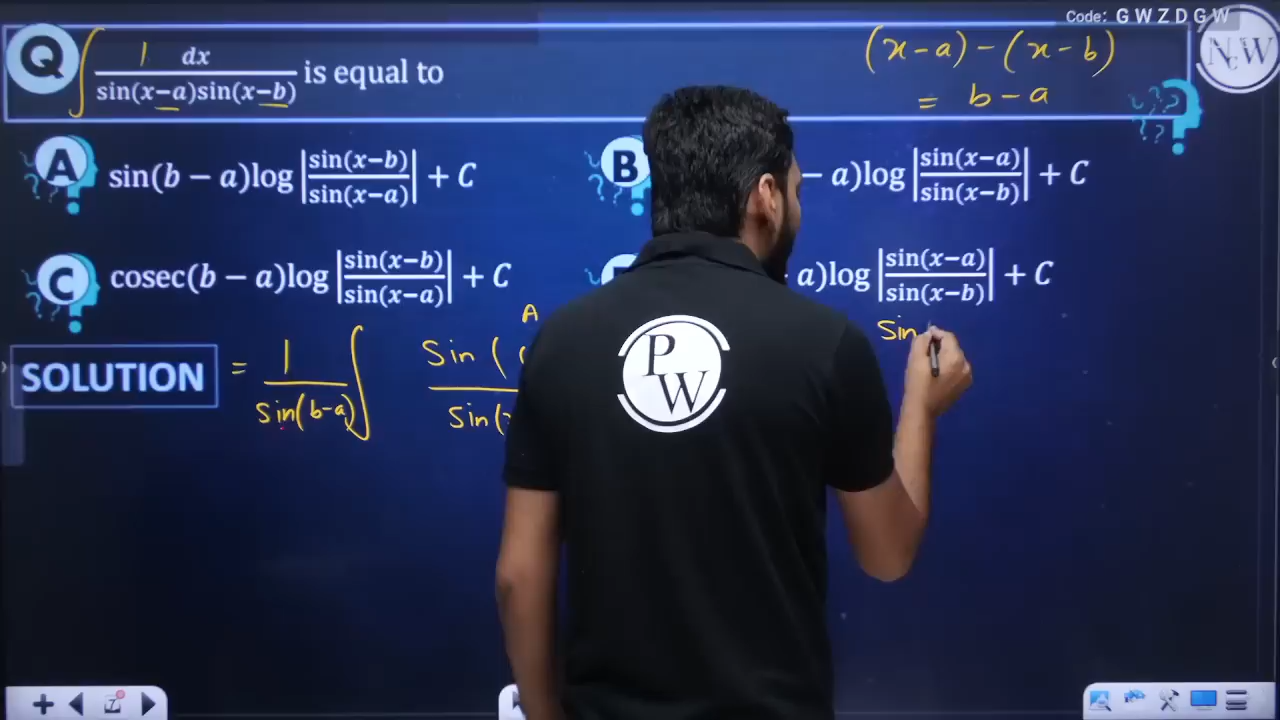 Code: G W Z D G W
Q ∫ 1 dx / sin(x−a)sin(x−b) is equal to
(x-a) - (x-b)
= b-a
NCW
A sin(b − a)log |sin(x−b)/sin(x−a)| + C
B − a)log |sin(x−a)/sin(x−b)| + C
C cosec(b − a)log |sin(x−b)/sin(x−a)| + C
a)log |sin(x−a)/sin(x−b)| + C
SOLUTION = 1/sin(b-a) ∫ Sin ( / Sin(
A
Sin
PW